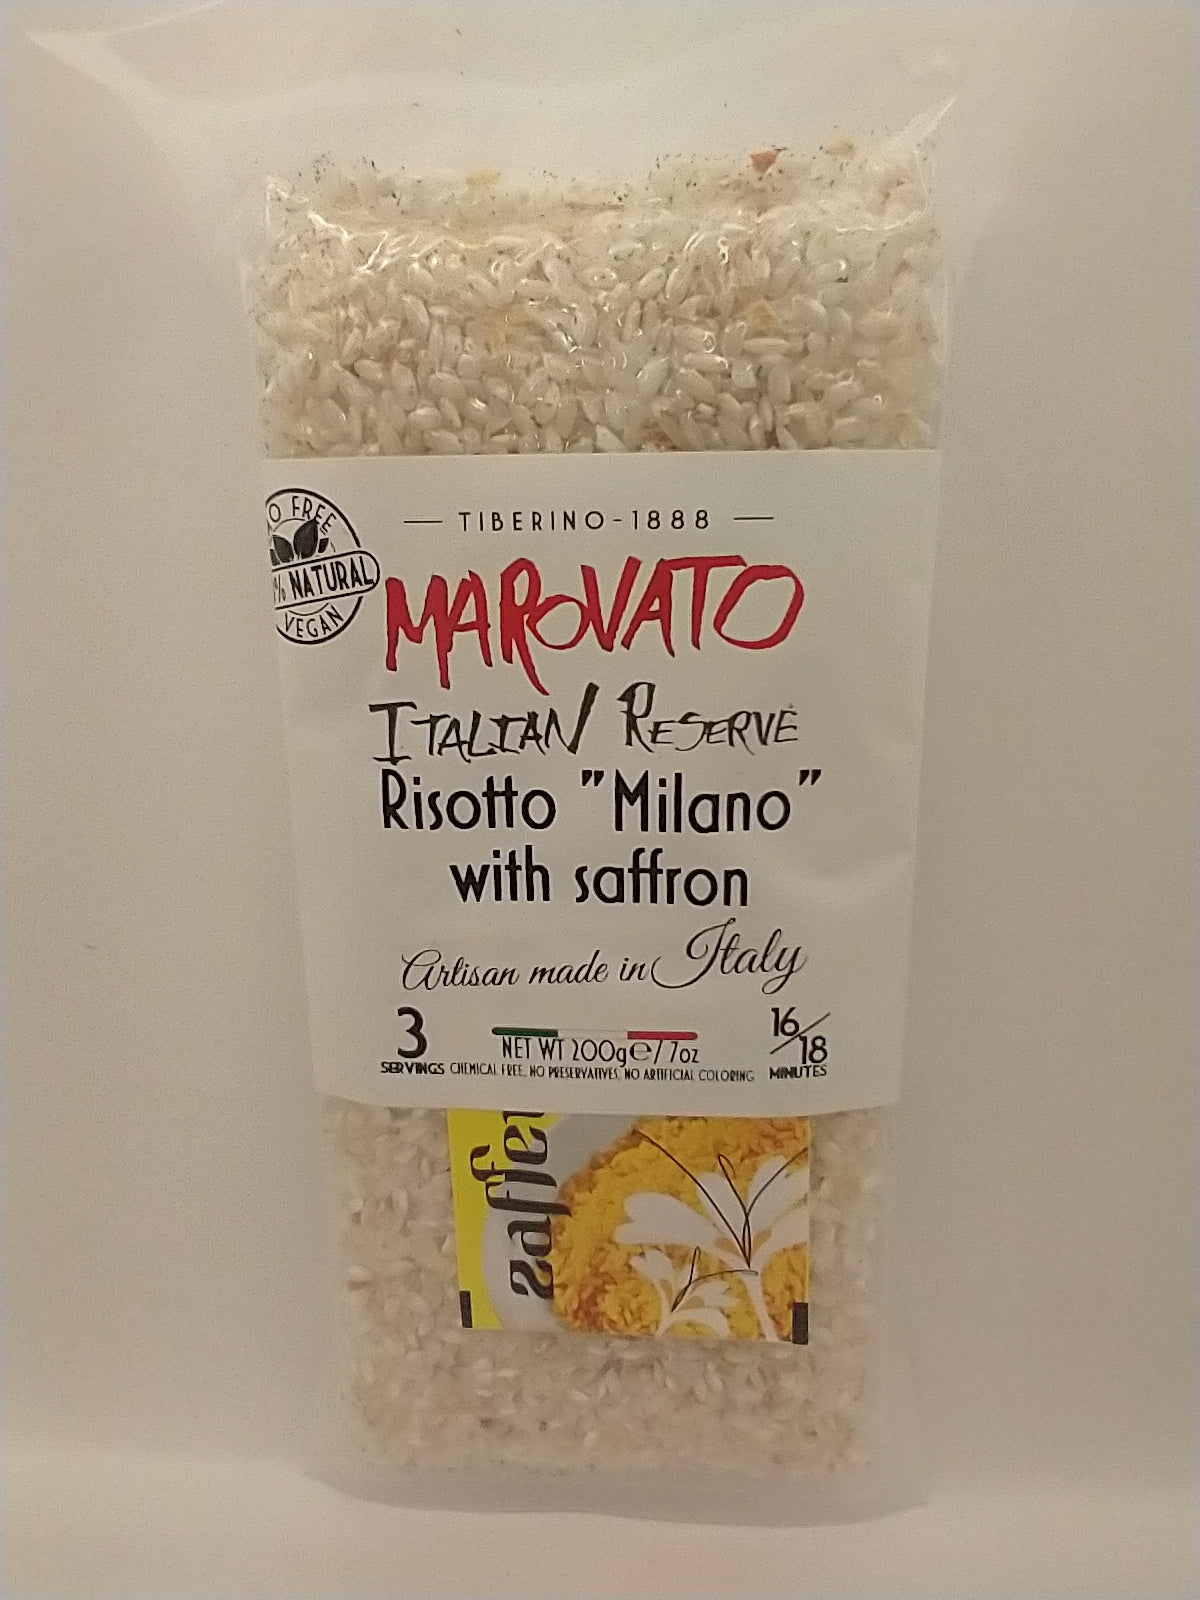 TIBERINO-1888
O FREE
% NATURAL
VEGAN
MAROVATO
ITALIAN RESERVE
Risotto "Milano"
with saffron
Artisan made in Italy
3
SERVINGS
NET WT 200g℮/7oz
CHEMICAL FREE, NO PRESERVATIVES, NO ARTIFICIAL COLORING
16/18
MINUTES